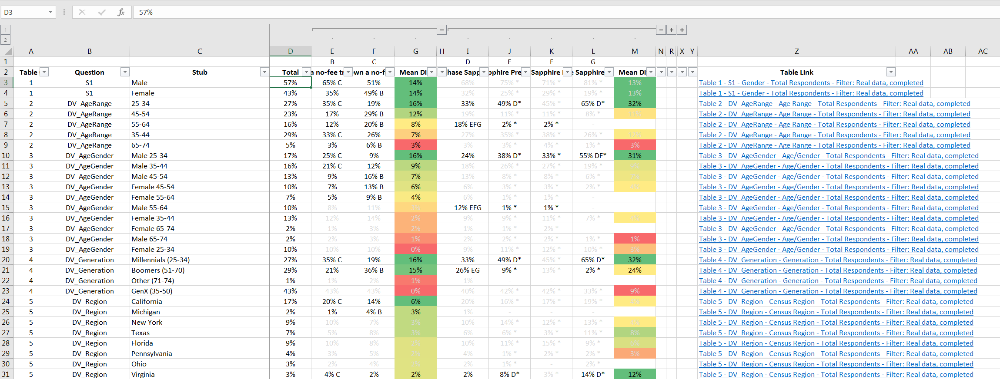 D3 fx 57%
1 2
A B C D E F G H I J K L M N R X Y Z AA AB AC
1 B C D E F G
2 Table Question Stub Total a no-fee tr wn a no-f Mean Di hase Sapp pphire Pre Sapphire Sapphire Mean Di Table Link
3 1 S1 Male 57% 65% C 51% 14% 68% 75% * 71% * 81% * 13% Table 1 - S1 - Gender - Total Respondents - Filter: Real data, completed
4 1 S1 Female 43% 35% 49% B 14% 32% 25% * 29% * 19% * 13% Table 1 - S1 - Gender - Total Respondents - Filter: Real data, completed
5 2 DV_AgeRange 25-34 27% 35% C 19% 16% 33% 49% D* 45% * 65% D* 32% Table 2 - DV_AgeRange - Age Range - Total Respondents - Filter: Real data, completed
6 2 DV_AgeRange 45-54 23% 17% 29% B 12% 19% 11% * 11% * 8% * 11% Table 2 - DV_AgeRange - Age Range - Total Respondents - Filter: Real data, completed
7 2 DV_AgeRange 55-64 16% 12% 20% B 8% 18% EFG 2% * 2% * - Table 2 - DV_AgeRange - Age Range - Total Respondents - Filter: Real data, completed
8 2 DV_AgeRange 35-44 29% 33% C 26% 7% 27% 35% * 38% * 26% * 12% Table 2 - DV_AgeRange - Age Range - Total Respondents - Filter: Real data, completed
9 2 DV_AgeRange 65-74 5% 3% 6% B 3% 3% 3% * 4% * 1% * 3% Table 2 - DV_AgeRange - Age Range - Total Respondents - Filter: Real data, completed
10 3 DV_AgeGender Male 25-34 17% 25% C 9% 16% 24% 38% D* 33% * 55% DF* 31% Table 3 - DV_AgeGender - Age/Gender - Total Respondents - Filter: Real data, completed
11 3 DV_AgeGender Male 35-44 16% 21% C 12% 9% 18% 26% * 27% * 19% * Table 3 - DV_AgeGender - Age/Gender - Total Respondents - Filter: Real data, completed
12 3 DV_AgeGender Male 45-54 13% 9% 16% B 7% 13% 8% * 8% * 6% * Table 3 - DV_AgeGender - Age/Gender - Total Respondents - Filter: Real data, completed
13 3 DV_AgeGender Female 45-54 10% 7% 13% B 6% 6% 3% * 3% * 2% * 4% Table 3 - DV_AgeGender - Age/Gender - Total Respondents - Filter: Real data, completed
14 3 DV_AgeGender Female 55-64 7% 5% 9% B 4% 6% 1% * 1% * - Table 3 - DV_AgeGender - Age/Gender - Total Respondents - Filter: Real data, completed
15 3 DV_AgeGender Male 55-64 10% 8% 11% 12% EFG 1% * 1% * - Table 3 - DV_AgeGender - Age/Gender - Total Respondents - Filter: Real data, completed
16 3 DV_AgeGender Female 35-44 13% 12% 14% 2% 9% 9% * 11% * 7% * 4% Table 3 - DV_AgeGender - Age/Gender - Total Respondents - Filter: Real data, completed
17 3 DV_AgeGender Female 65-74 2% 1% 3% 2% 1% 1% * 2% * - Table 3 - DV_AgeGender - Age/Gender - Total Respondents - Filter: Real data, completed
18 3 DV_AgeGender Male 65-74 2% 2% 3% 1% 2% 2% * 2% * 1% * 1% Table 3 - DV_AgeGender - Age/Gender - Total Respondents - Filter: Real data, completed
19 3 DV_AgeGender Female 25-34 10% 10% 10% 0% 9% 11% * 12% * 10% * 3% Table 3 - DV_AgeGender - Age/Gender - Total Respondents - Filter: Real data, completed
20 4 DV_Generation Millennials (25-34) 27% 35% C 19% 16% 33% 49% D* 45% * 65% D* 32% Table 4 - DV_Generation - Generation - Total Respondents - Filter: Real data, completed
21 4 DV_Generation Boomers (51-70) 29% 21% 36% B 15% 26% EG 9% * 13% * 2% * 24% Table 4 - DV_Generation - Generation - Total Respondents - Filter: Real data, completed
22 4 DV_Generation Other (71-74) 1% 1% 2% 1% 1% - - - Table 4 - DV_Generation - Generation - Total Respondents - Filter: Real data, completed
23 4 DV_Generation GenX (35-50) 43% 43% 43% 0% 40% 42% * 42% * 33% * 9% Table 4 - DV_Generation - Generation - Total Respondents - Filter: Real data, completed
24 5 DV_Region California 17% 20% C 14% 6% 20% 16% * 17% * 19% * 4% Table 5 - DV_Region - Census Region - Total Respondents - Filter: Real data, completed
25 5 DV_Region Michigan 2% 1% 4% B 3% 1% - - - Table 5 - DV_Region - Census Region - Total Respondents - Filter: Real data, completed
26 5 DV_Region New York 9% 10% 7% 3% 10% 14% * 12% * 13% * 4% Table 5 - DV_Region - Census Region - Total Respondents - Filter: Real data, completed
27 5 DV_Region Texas 7% 5% 8% 3% 6% 6% * 3% * 11% * 8% Table 5 - DV_Region - Census Region - Total Respondents - Filter: Real data, completed
28 5 DV_Region Florida 9% 10% 8% 10% 11% * 15% * 9% * 6% Table 5 - DV_Region - Census Region - Total Respondents - Filter: Real data, completed
29 5 DV_Region Pennsylvania 4% 3% 5% 4% 1% * 2% * 2% * 3% Table 5 - DV_Region - Census Region - Total Respondents - Filter: Real data, completed
30 5 DV_Region Ohio 3% 2% 4% 2% 1% * - 2% * Table 5 - DV_Region - Census Region - Total Respondents - Filter: Real data, completed
31 5 DV_Region Virginia 3% 4% C 2% 2% 2% 8% D* 3% * 14% D* 12% Table 5 - DV_Region - Census Region - Total Respondents - Filter: Real data, completed